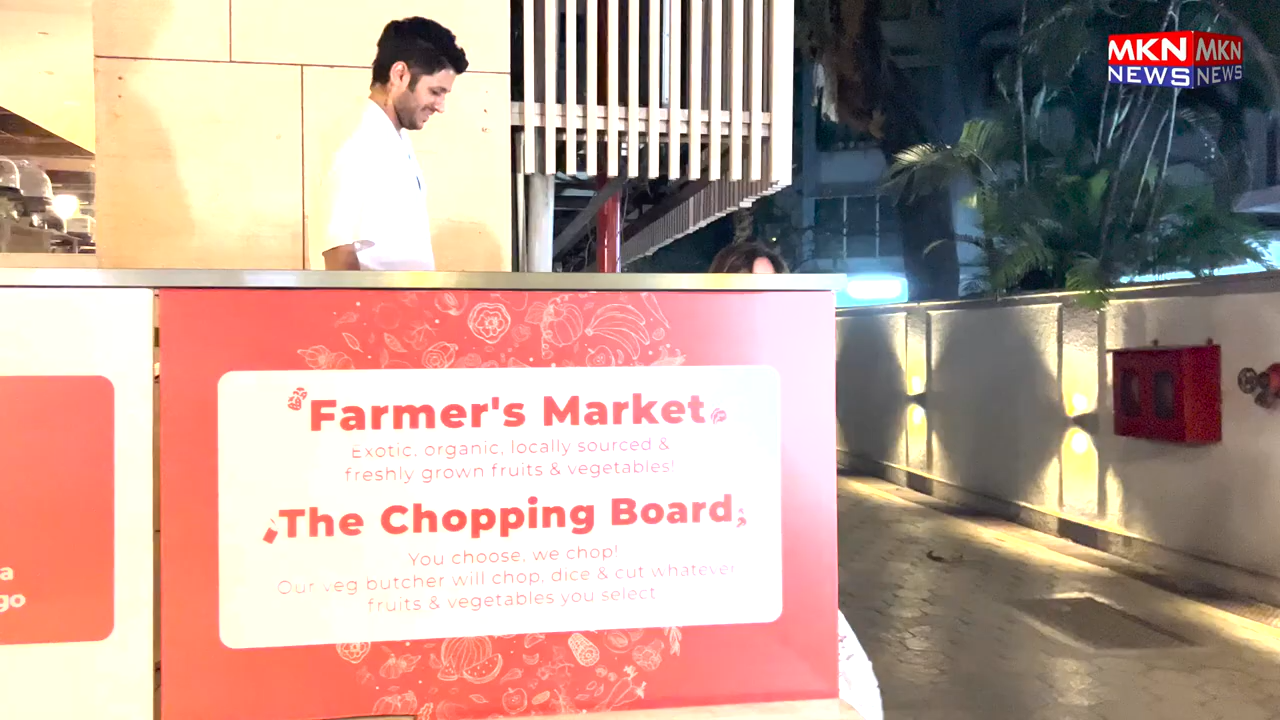 MKN MKN
NEWS NEWS
Farmer's Market
Exotic, organic, locally sourced &
freshly grown fruits & vegetables!
The Chopping Board
You choose, we chop!
Our veg butcher will chop, dice & cut whatever
fruits & vegetables you select
a
go